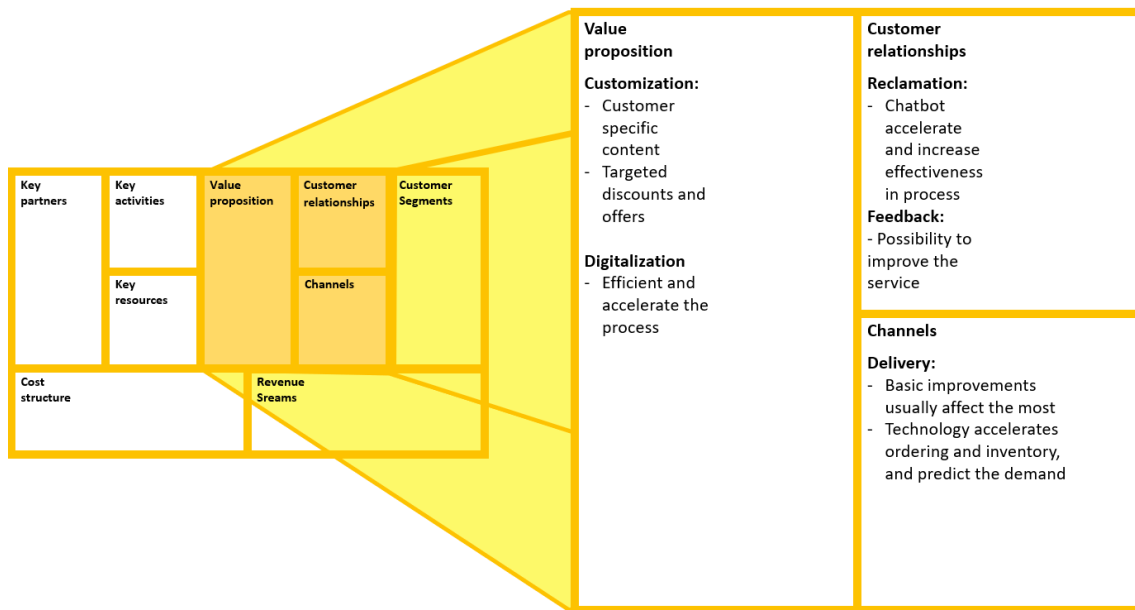 Key
partners
Key
activities
Key
resources
Value
proposition
Customer
relationships
Channels
Customer
Segments
Cost
structure
Revenue
Sreams
Value
proposition
Customization:
- Customer
specific
content
- Targeted
discounts and
offers
Digitalization
- Efficient and
accelerate the
process
Customer
relationships
Reclamation:
- Chatbot
accelerate
and increase
effectiveness
in process
Feedback:
- Possibility to
improve the
service
Channels
Delivery:
- Basic improvements
usually affect the most
- Technology accelerates
ordering and inventory,
and predict the demand